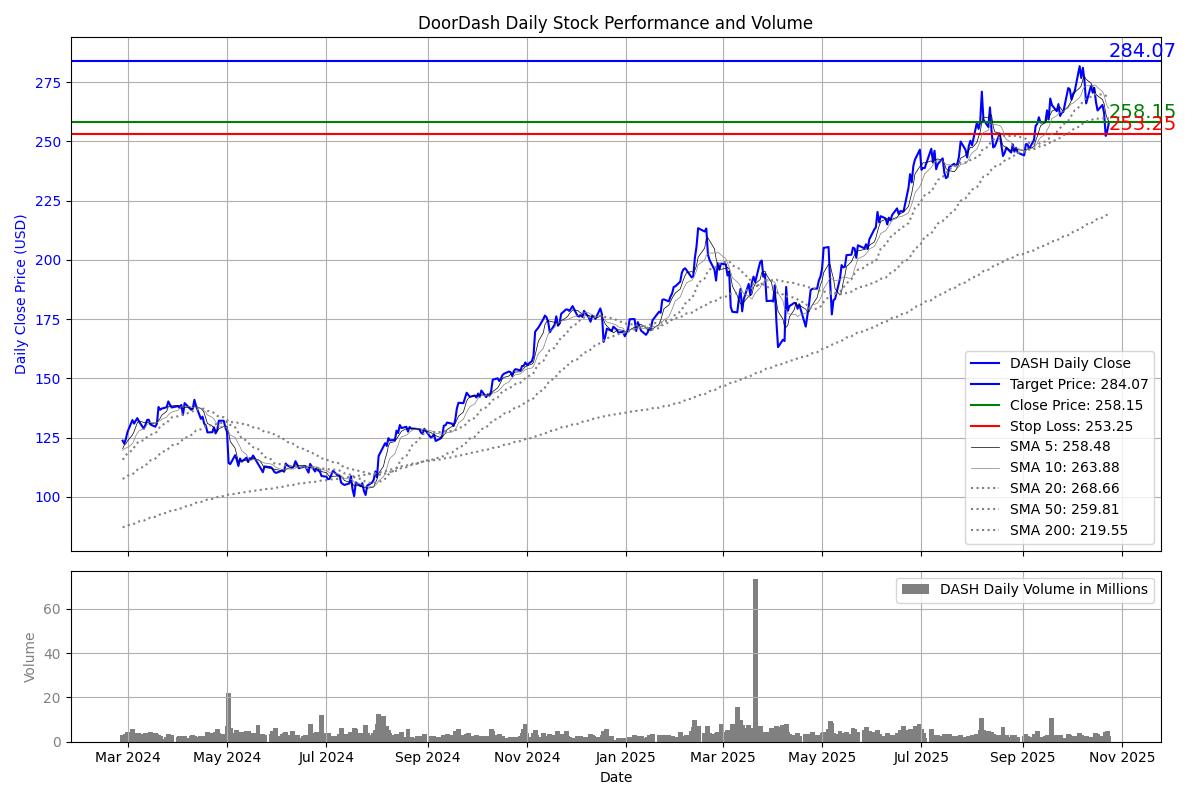 DoorDash Daily Stock Performance and Volume
284.07
258.15
253.25
275
250
225
200
175
150
125
100
Daily Close Price (USD)
DASH Daily Close
Target Price: 284.07
Close Price: 258.15
Stop Loss: 253.25
SMA 5: 258.48
SMA 10: 263.88
SMA 20: 268.66
SMA 50: 259.81
SMA 200: 219.55
DASH Daily Volume in Millions
60
40
20
0
Volume
Mar 2024
May 2024
Jul 2024
Sep 2024
Nov 2024
Jan 2025
Mar 2025
May 2025
Jul 2025
Sep 2025
Nov 2025
Date